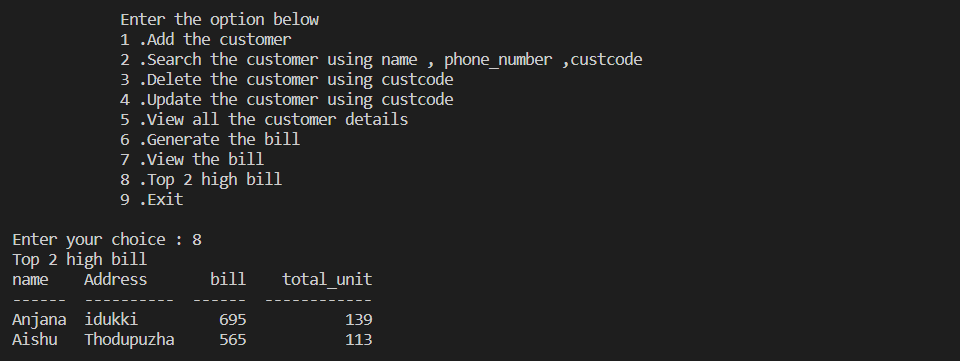 Enter the option below
1 .Add the customer
2 .Search the customer using name , phone_number ,custcode
3 .Delete the customer using custcode
4 .Update the customer using custcode
5 .View all the customer details
6 .Generate the bill
7 .View the bill
8 .Top 2 high bill
9 .Exit
Enter your choice : 8
Top 2 high bill
name    Address       bill    total_unit
------  ----------  ------  ------------
Anjana  idukki         695           139
Aishu   Thodupuzha     565           113